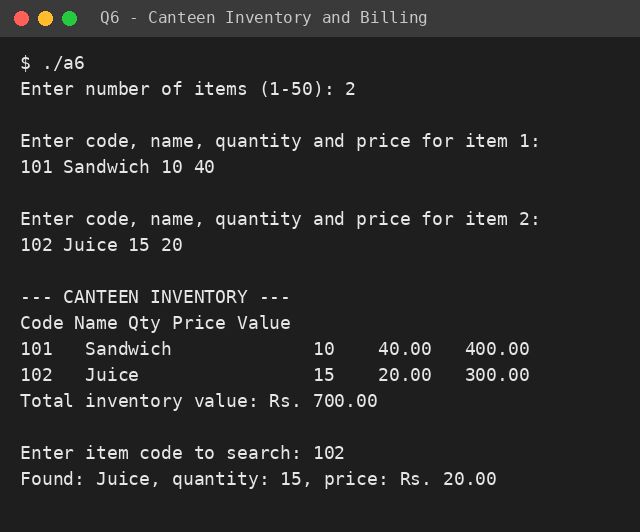 Q6 - Canteen Inventory and Billing
$ ./a6
Enter number of items (1-50): 2
Enter code, name, quantity and price for item 1:
101 Sandwich 10 40
Enter code, name, quantity and price for item 2:
102 Juice 15 20
--- CANTEEN INVENTORY ---
Code Name Qty Price Value
101   Sandwich             10    40.00   400.00
102   Juice                15    20.00   300.00
Total inventory value: Rs. 700.00
Enter item code to search: 102
Found: Juice, quantity: 15, price: Rs. 20.00